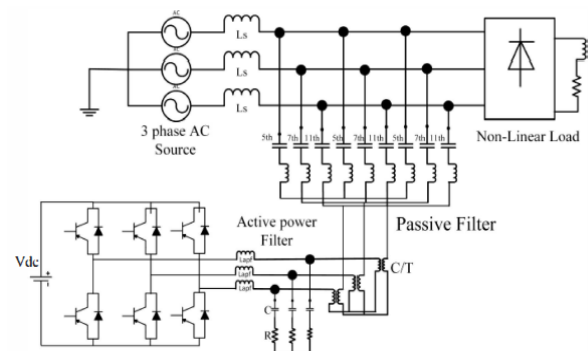 AC
Ls
AC
Ls
AC
Ls
3 phase AC
Source
Non-Linear Load
5th 7th 11th 5th 7th 11th 5th 7th 11th
Passive Filter
Active power
Filter
Vdc
Lapf
Lapf
Lapf
C/T
C
R